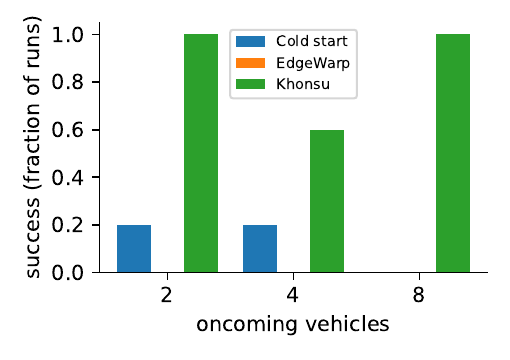 success (fraction of runs)
1.0
0.8
0.6
0.4
0.2
0.0
Cold start
EdgeWarp
Khonsu
2 4 8
oncoming vehicles